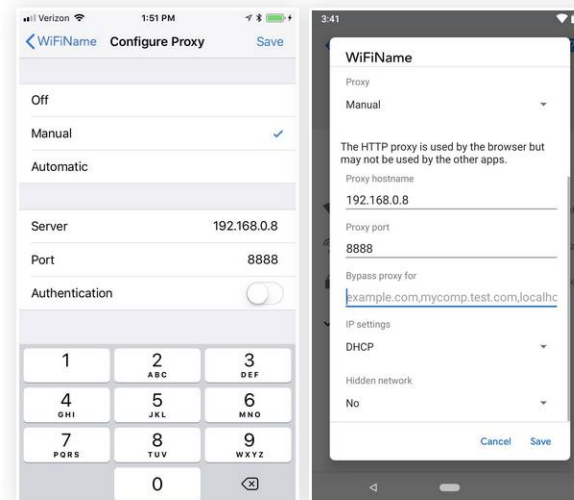 Verizon 1:51 PM
WiFiName Configure Proxy Save
Off
Manual
Automatic
Server 192.168.0.8
Port 8888
Authentication
1 2 3
ABC DEF
4 5 6
GHI JKL MNO
7 8 9
PQRS TUV WXYZ
0
3:41
WiFiName
Proxy
Manual
The HTTP proxy is used by the browser but
may not be used by the other apps.
Proxy hostname
192.168.0.8
Proxy port
8888
Bypass proxy for
example.com,mycomp.test.com,localhc
IP settings
DHCP
Hidden network
No
Cancel Save